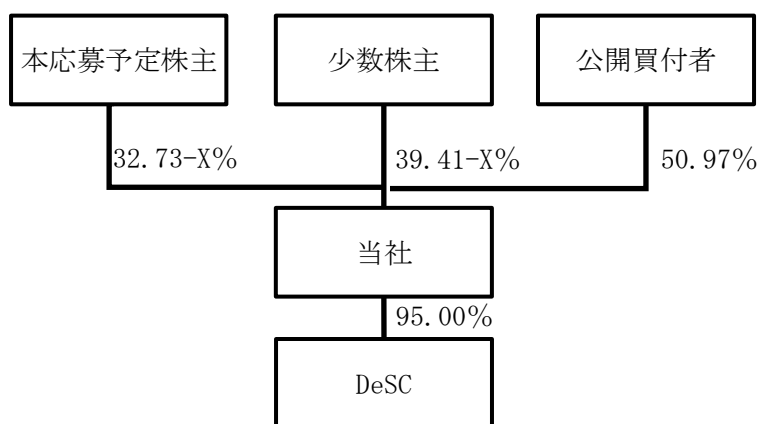 本応募予定株主
少数株主
公開買付者
32.73-X%
39.41-X%
50.97%
当社
95.00%
DeSC